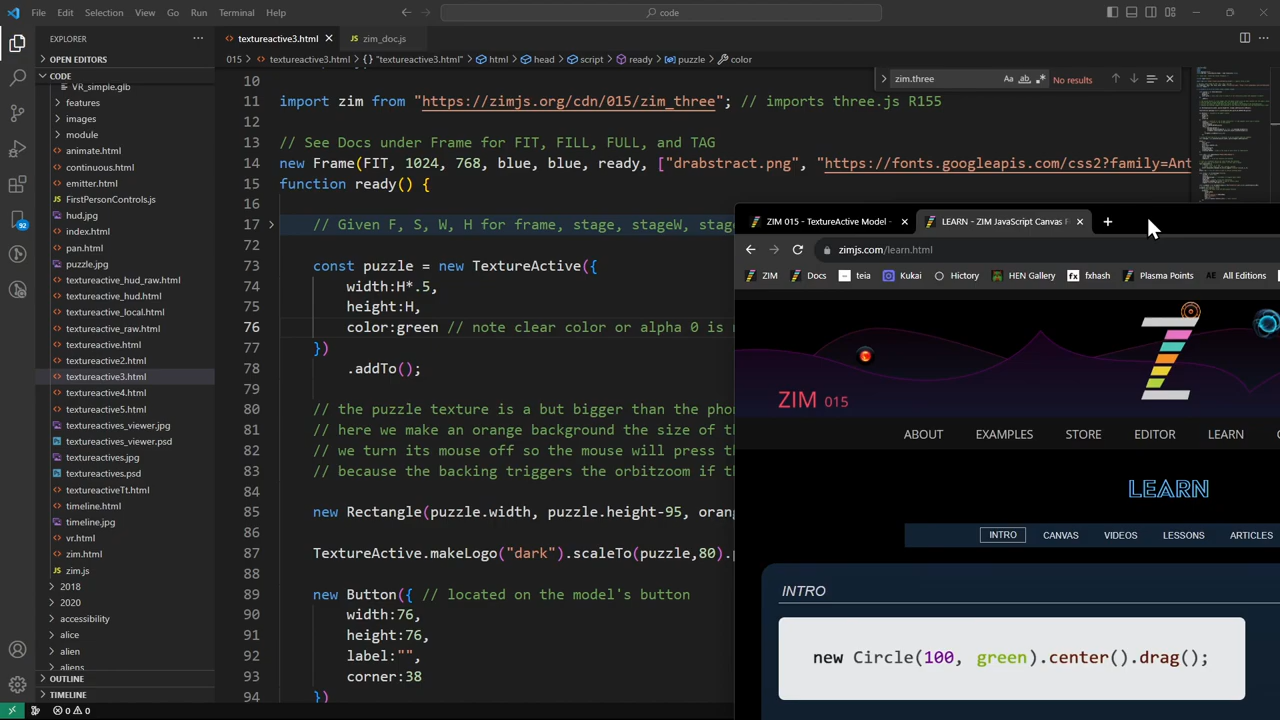 File Edit Selection View Go Run Terminal Help
code
EXPLORER
OPEN EDITORS
CODE
VR_simple.glb
features
images
module
animate.html
continuous.html
emitter.html
FirstPersonControls.js
hud.jpg
index.html
pan.html
puzzle.jpg
textureactive_hud_raw.html
textureactive_hud.html
textureactive_local.html
textureactive_raw.html
textureactive.html
textureactive2.html
textureactive3.html
textureactive4.html
textureactive5.html
textureactives_viewer.jpg
textureactives_viewer.psd
textureactives.jpg
textureactives.psd
textureactiveTt.html
timeline.html
timeline.jpg
vr.html
zim.html
zim.js
2018
2020
accessibility
alice
alien
aliens
OUTLINE
TIMELINE
92
0 0 0
textureactive3.html zim_doc.js
015 textureactive3.html "textureactive3.html" html head script ready puzzle color
zim.three Aa ab No results
10
11 import zim from "https://zimjs.org/cdn/015/zim_three"; // imports three.js R155
12
13 // See Docs under Frame for FIT, FILL, FULL, and TAG
14 new Frame(FIT, 1024, 768, blue, blue, ready, ["drabstract.png", "https://fonts.googleapis.com/css2?family=Ant
15 function ready() {
16
17 // Given F, S, W, H for frame, stage, stageW, stag
72
73 const puzzle = new TextureActive({
74 width:H*.5,
75 height:H,
76 color:green // note clear color or alpha 0 is
77 })
78 .addTo();
79
80 // the puzzle texture is a but bigger than the pho
81 // here we make an orange background the size of th
82 // we turn its mouse off so the mouse will press th
83 // because the backing triggers the orbitzoom if th
84
85 new Rectangle(puzzle.width, puzzle.height-95, oran
86
87 TextureActive.makeLogo("dark").scaleTo(puzzle,80).p
88
89 new Button({ // located on the model's button
90 width:76,
91 height:76,
92 label:"",
93 corner:38
94 })
ZIM 015 - TextureActive Model - LEARN – ZIM JavaScript Canvas F
zimjs.com/learn.html
ZIM Docs teia Kukai Hictory HEN Gallery fx fxhash Plasma Points AE All Editions
ZIM 015
ABOUT EXAMPLES STORE EDITOR LEARN
LEARN
INTRO CANVAS VIDEOS LESSONS ARTICLES
INTRO
new Circle(100, green).center().drag();